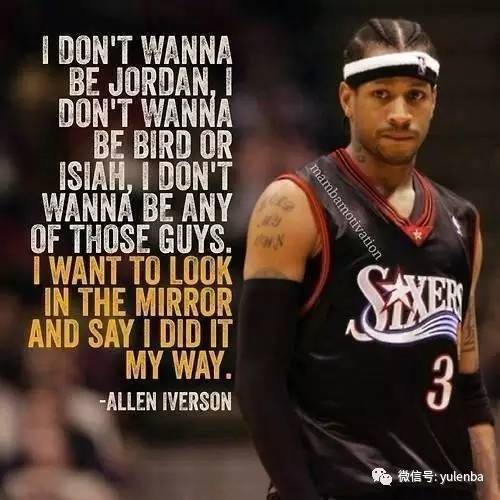 I DON'T WANNA
BE JORDAN, I
DON'T WANNA
BE BIRD OR
ISIAH, I DON'T
WANNA BE ANY
OF THOSE GUYS.
I WANT TO LOOK
IN THE MIRROR
AND SAY I DID IT
MY WAY.
-ALLEN IVERSON
mambamotivation
SIXERS
3
微信号: yulenba